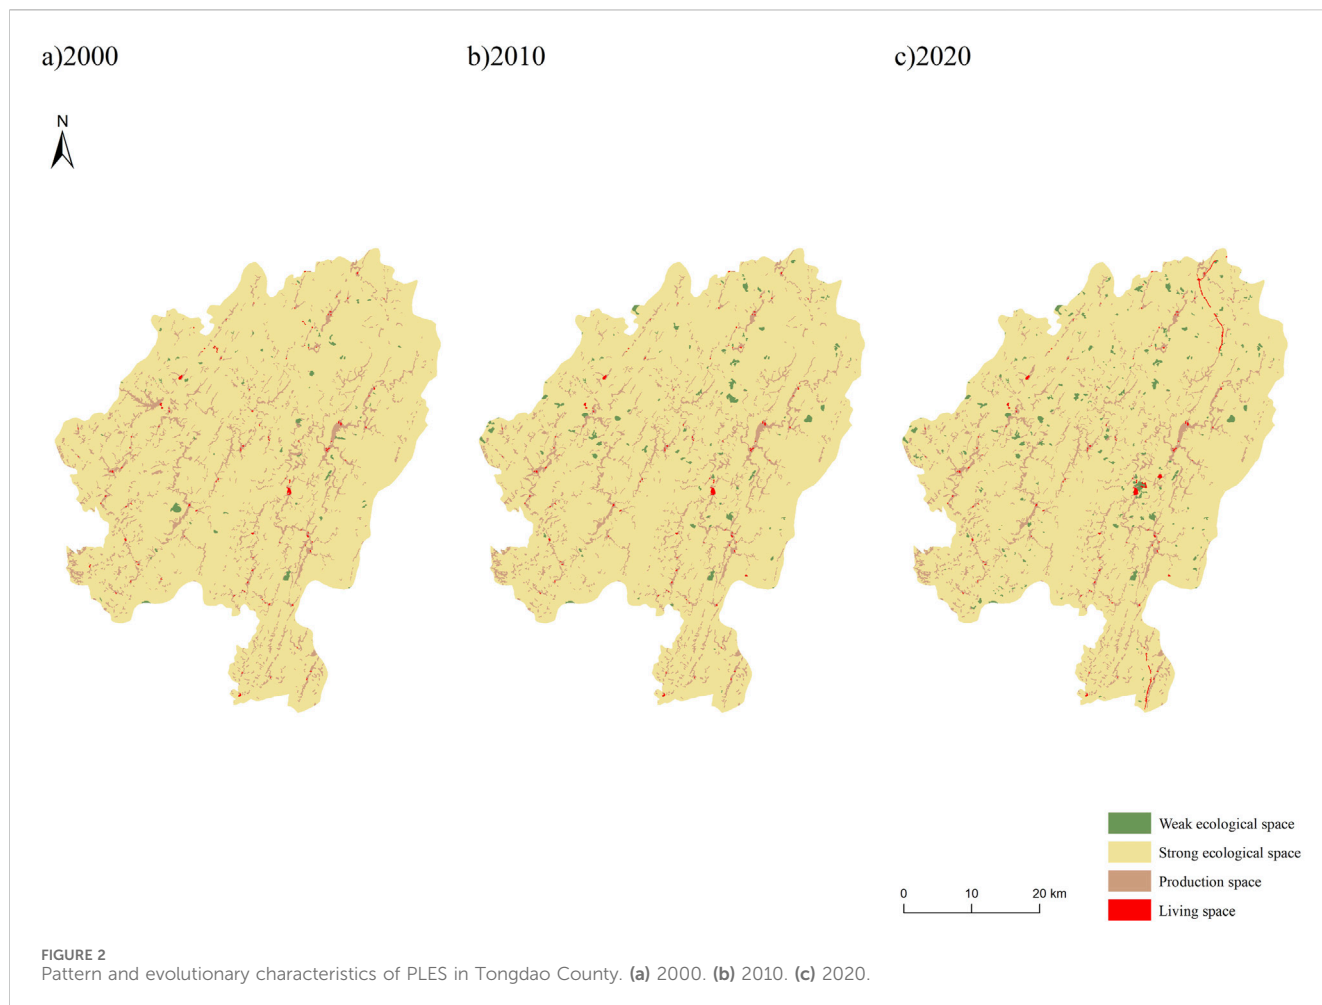 a)2000
b)2010
c)2020
N
Weak ecological space
Strong ecological space
Production space
Living space
0 10 20 km
FIGURE 2
Pattern and evolutionary characteristics of PLES in Tongdao County. (a) 2000. (b) 2010. (c) 2020.